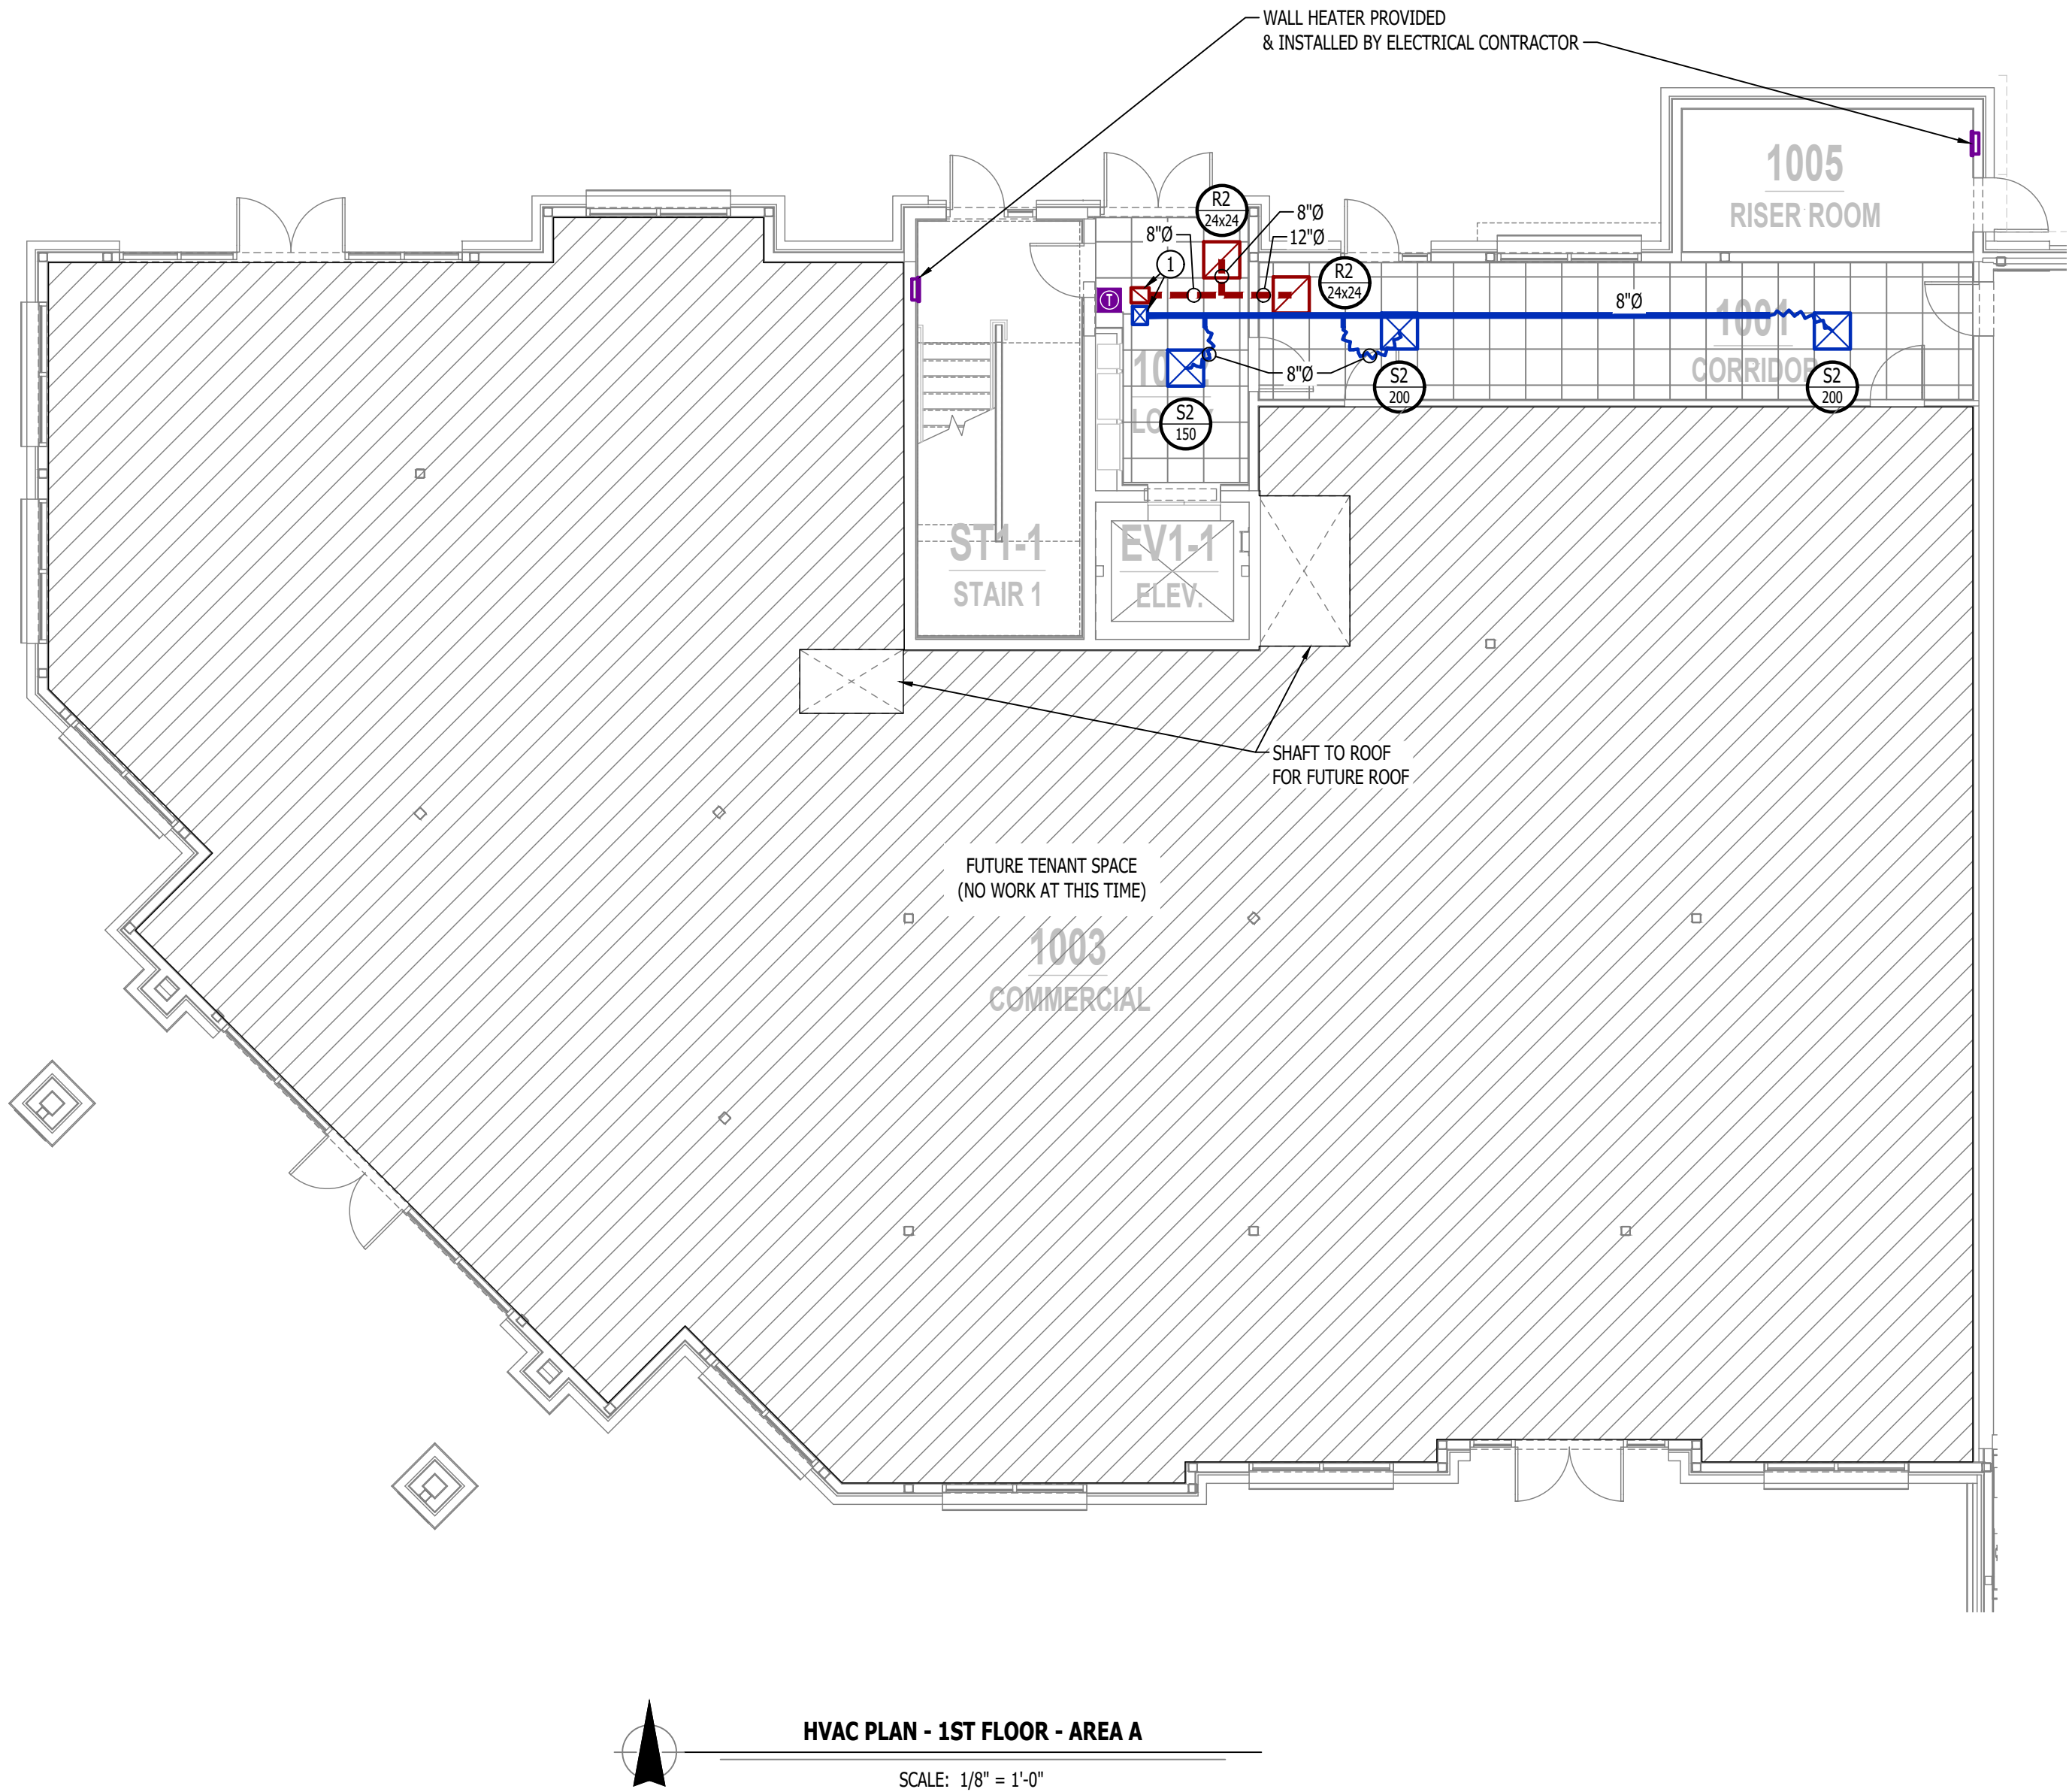 WALL HEATER PROVIDED
& INSTALLED BY ELECTRICAL CONTRACTOR
1005
RISER ROOM
R2
24x24
8"Ø
8"Ø
12"Ø
1
R2
24x24
T
8"Ø
1001
CORRIDOR
8"Ø
S2
200
S2
200
S2
150
ST1-1
STAIR 1
EV1-1
ELEV.
SHAFT TO ROOF
FOR FUTURE ROOF
FUTURE TENANT SPACE
(NO WORK AT THIS TIME)
1003
COMMERCIAL
HVAC PLAN - 1ST FLOOR - AREA A
SCALE: 1/8" = 1'-0"